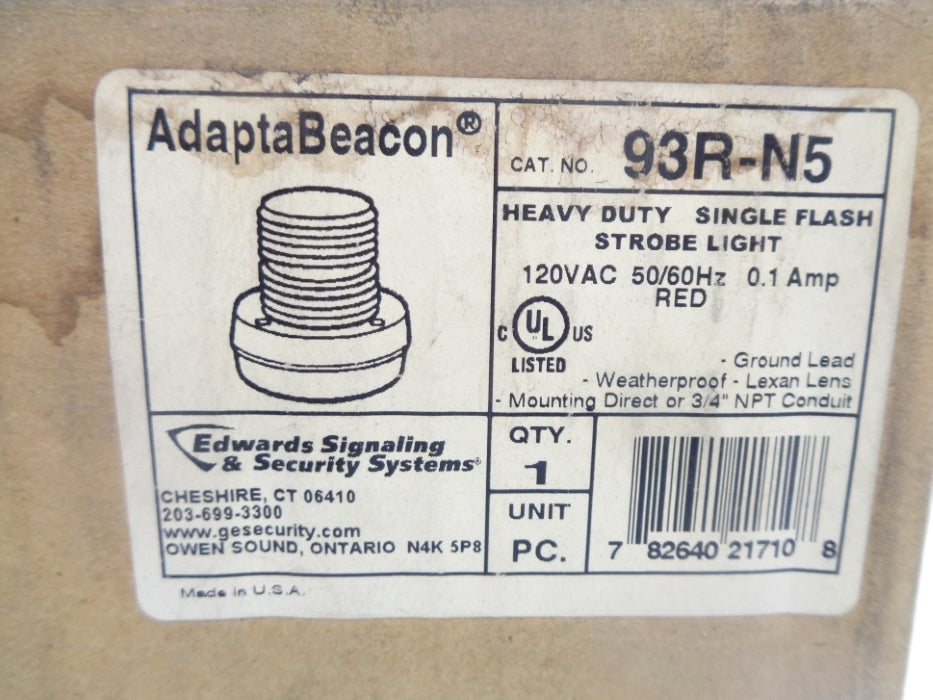 AdaptaBeacon®
CAT. NO. 93R-N5
HEAVY DUTY SINGLE FLASH
STROBE LIGHT
120VAC 50/60Hz 0.1 Amp
RED
C UL US
LISTED
- Ground Lead
- Weatherproof - Lexan Lens
- Mounting Direct or 3/4" NPT Conduit
Edwards Signaling
& Security Systems
CHESHIRE, CT 06410
203-699-3300
www.gesecurity.com
OWEN SOUND, ONTARIO N4K 5P8
QTY.
1
UNIT
PC.
7 82640 21710 8
Made in U.S.A.